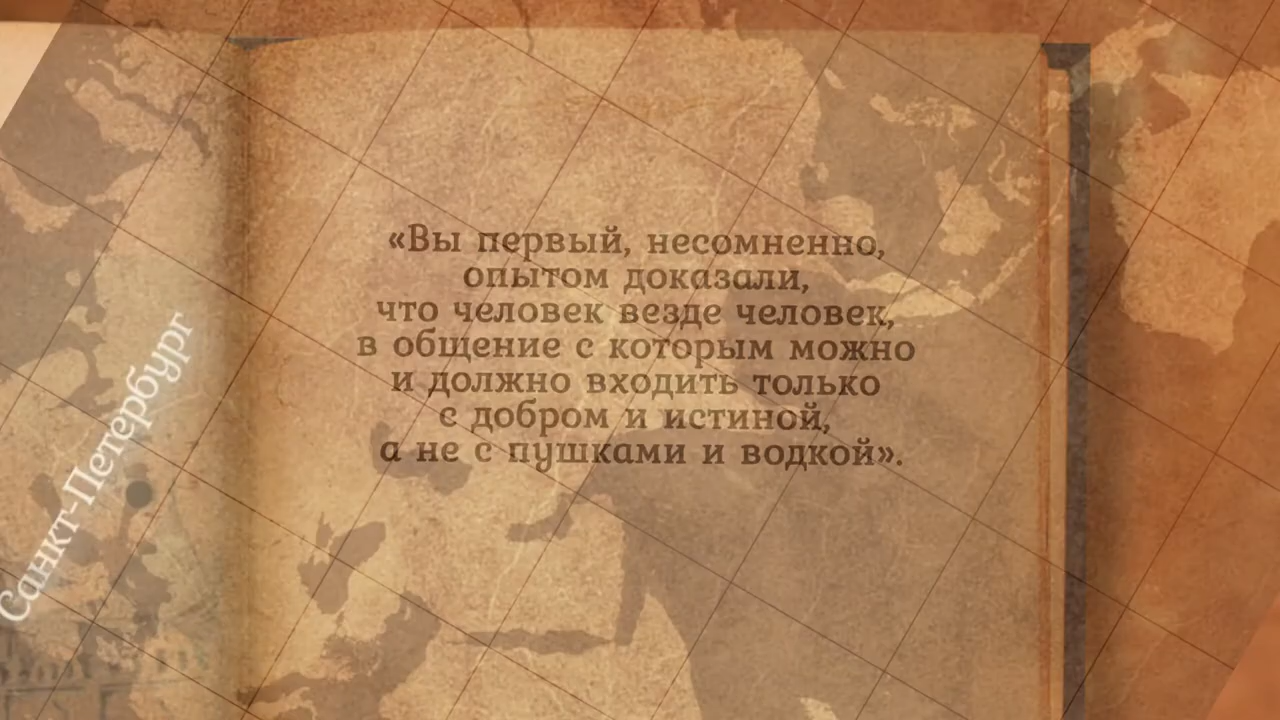 «Вы первый, несомненно,
опытом доказали,
что человек везде человек,
в общение с которым можно
и должно входить только
с добром и истиной,
а не с пушками и водкой».
Санкт-Петербург